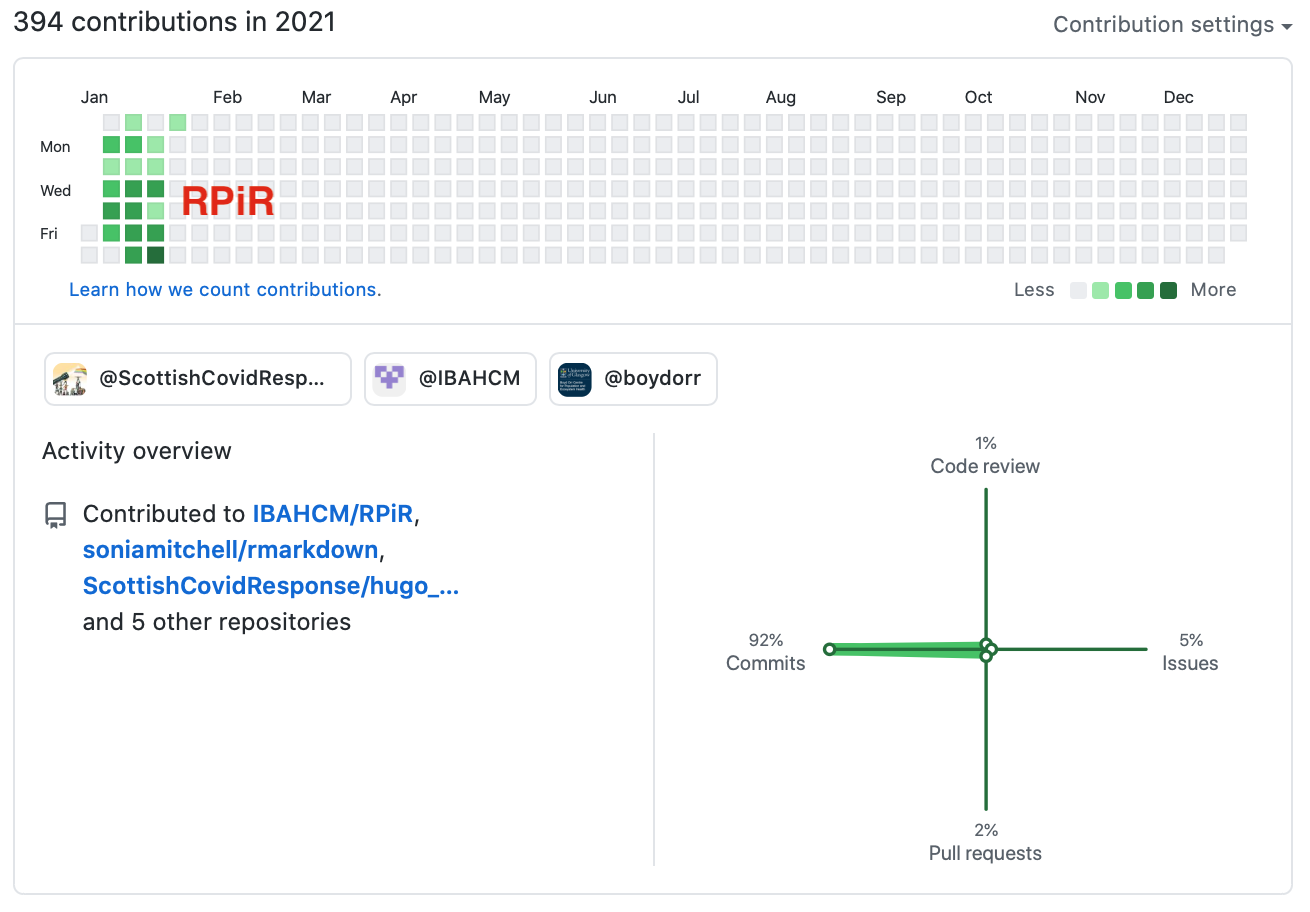 394 contributions in 2021
Contribution settings
Jan Feb Mar Apr May Jun Jul Aug Sep Oct Nov Dec
Mon
Wed
RPiR
Fri
Learn how we count contributions.
Less More
@ScottishCovidResp... @IBAHCM @boydorr
Activity overview
Contributed to IBAHCM/RPiR,
soniamitchell/rmarkdown,
ScottishCovidResponse/hugo_...
and 5 other repositories
1%
Code review
92%
Commits
5%
Issues
2%
Pull requests